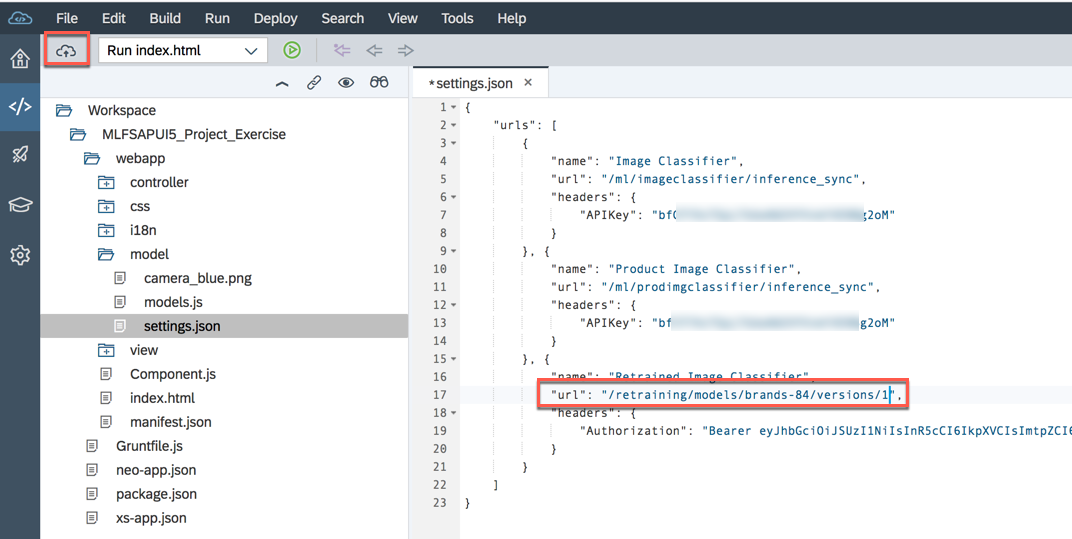 File Edit Build Run Deploy Search View Tools Help
Run index.html
*settings.json ×
Workspace
MLFSAPUI5_Project_Exercise
webapp
controller
css
i18n
model
camera_blue.png
models.js
settings.json
view
Component.js
index.html
manifest.json
Gruntfile.js
neo-app.json
package.json
xs-app.json
1 {
2 "urls": [
3 {
4 "name": "Image Classifier",
5 "url": "/ml/imageclassifier/inference_sync",
6 "headers": {
7 "APIKey": "bf g2oM"
8 }
9 }, {
10 "name": "Product Image Classifier",
11 "url": "/ml/prodimgclassifier/inference_sync",
12 "headers": {
13 "APIKey": "bf g2oM"
14 }
15 }, {
16 "name": "Retrained Image Classifier",
17 "url": "/retraining/models/brands-84/versions/1",
18 "headers": {
19 "Authorization": "Bearer eyJhbGciOiJSUzI1NiIsInR5cCI6IkpXVCIsImtpZCI6
20 }
21 }
22 ]
23 }